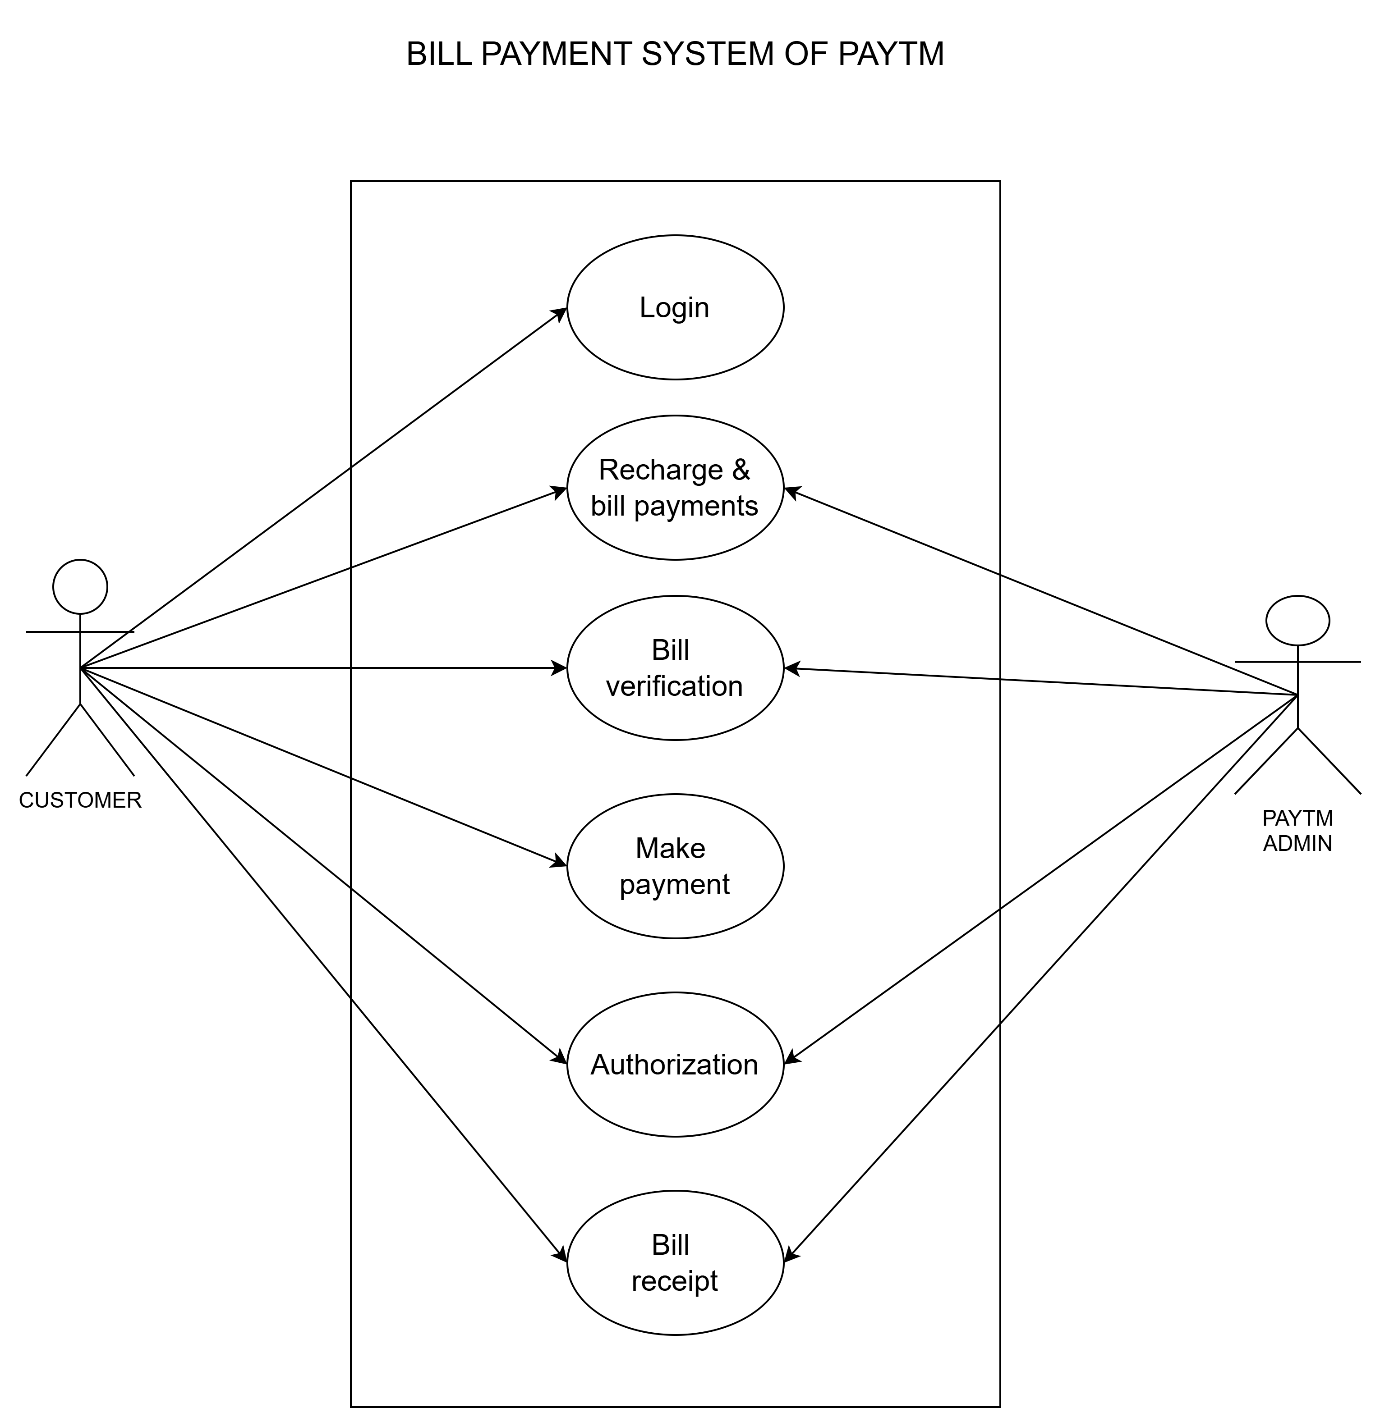 BILL PAYMENT SYSTEM OF PAYTM
Login
Recharge &
bill payments
Bill
verification
CUSTOMER
PAYTM
ADMIN
Make
payment
Authorization
Bill
receipt